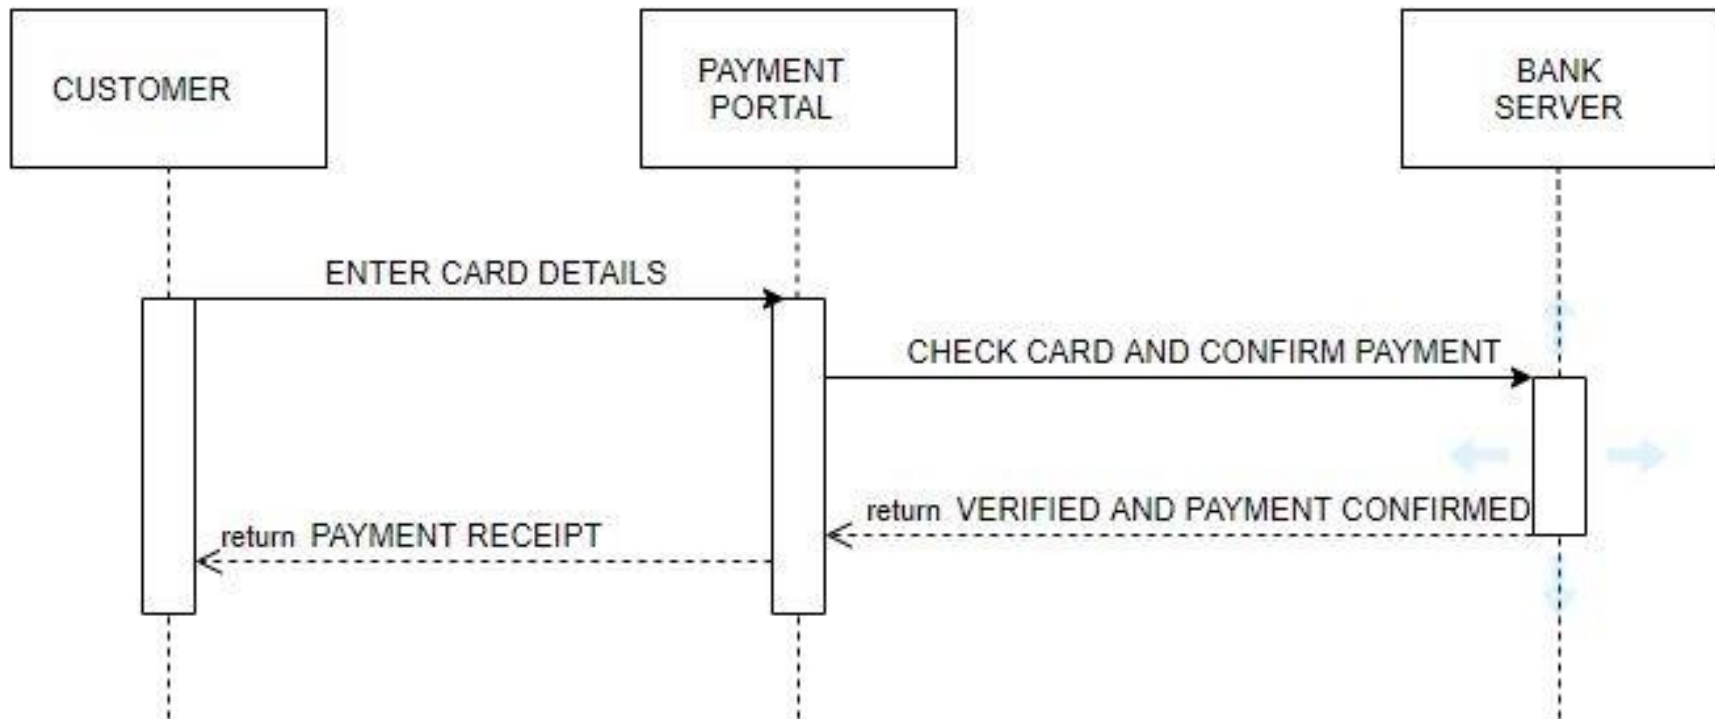 CUSTOMER
PAYMENT
PORTAL
BANK
SERVER
ENTER CARD DETAILS
CHECK CARD AND CONFIRM PAYMENT
return VERIFIED AND PAYMENT CONFIRMED
return PAYMENT RECEIPT